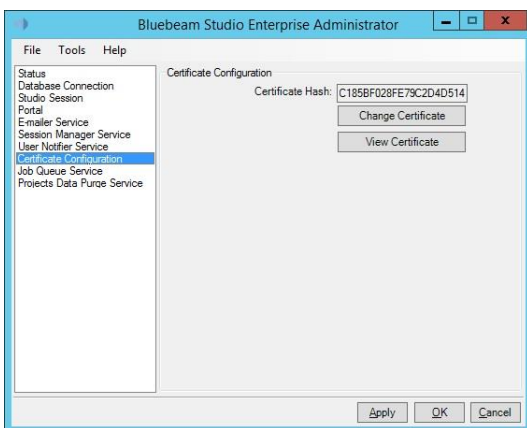 Bluebeam Studio Enterprise Administrator
File Tools Help
Status
Database Connection
Studio Session
Portal
E-mailer Service
Session Manager Service
User Notifier Service
Certificate Configuration
Job Queue Service
Projects Data Purge Service
Certificate Configuration
Certificate Hash: C185BF028FE79C2D4D514
Change Certificate
View Certificate
Apply OK Cancel